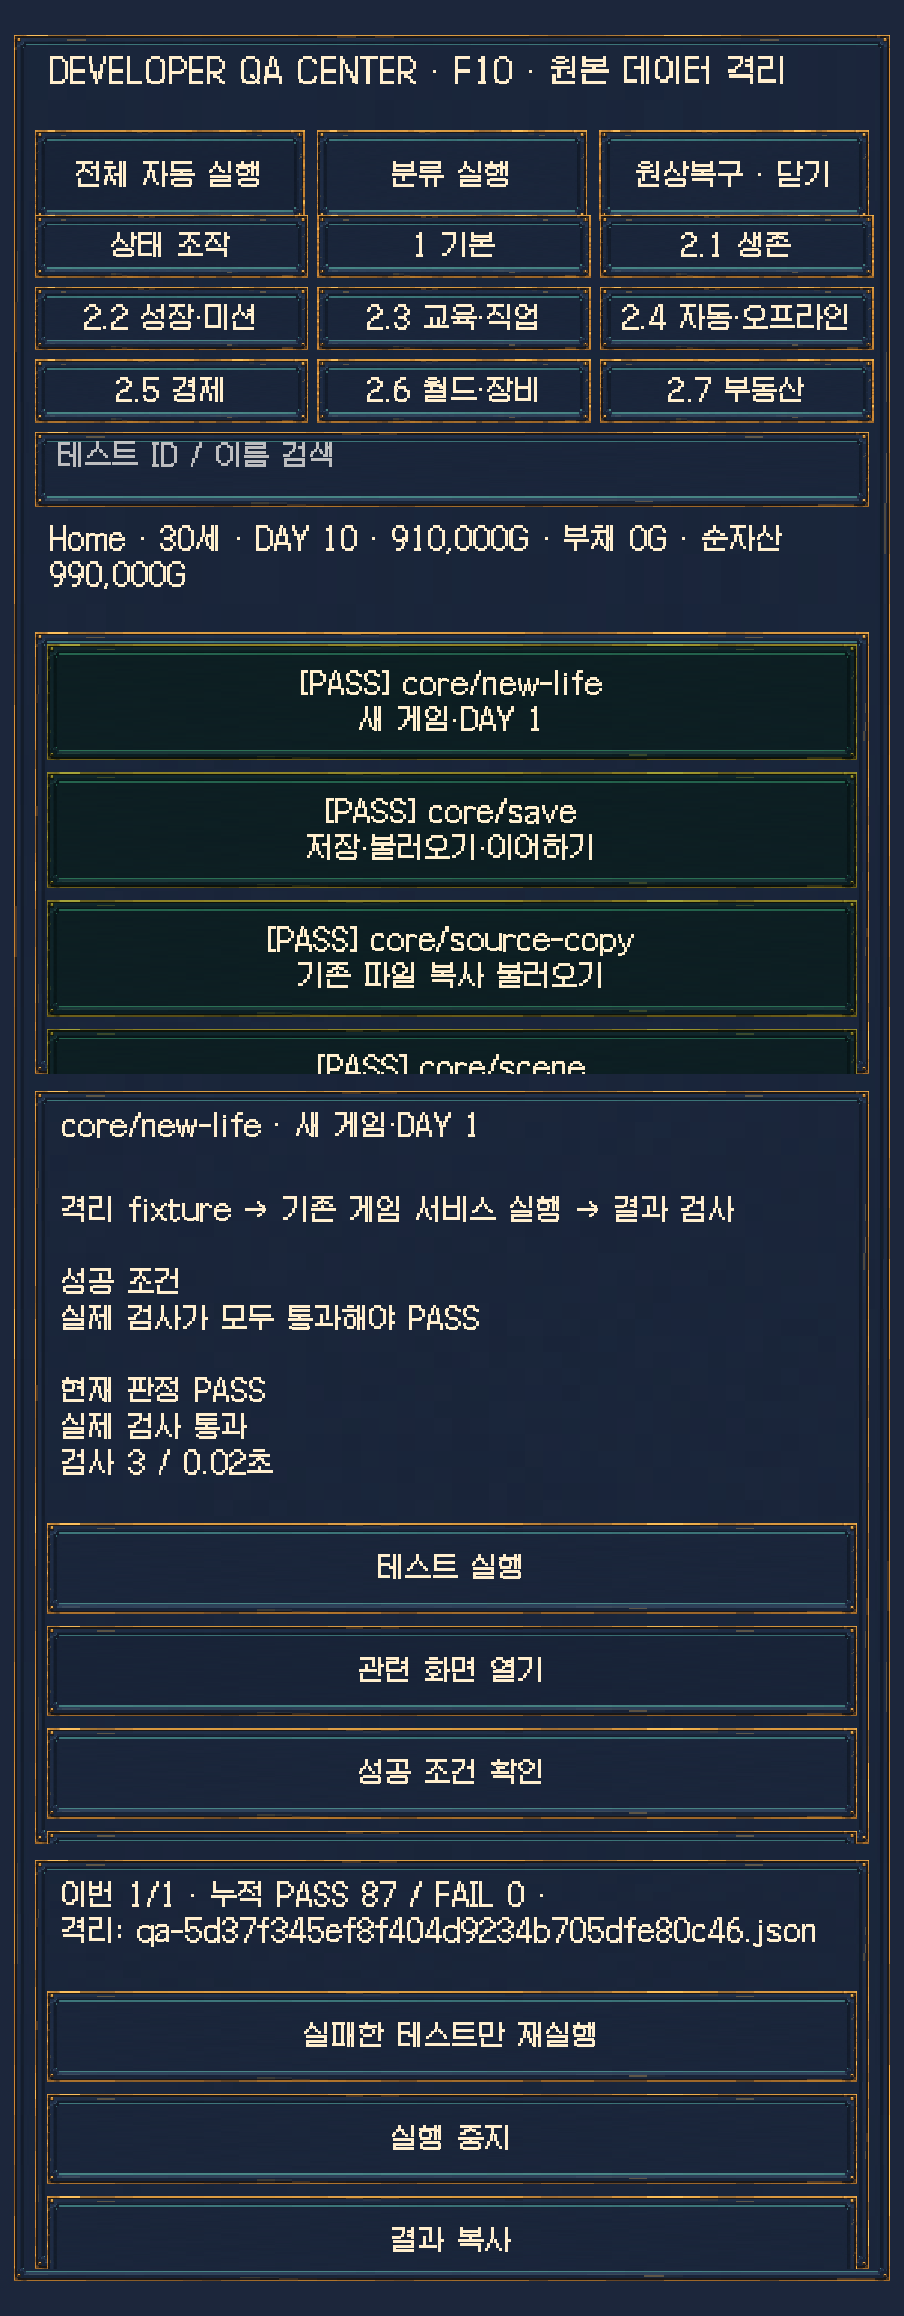 DEVELOPER QA CENTER · F10 · 원본 데이터 격리
전체 자동 실행
분류 실행
원상복구 · 닫기
상태 조작
1 기본
2.1 생존
2.2 성장·미션
2.3 교육·직업
2.4 자동·오프라인
2.5 경제
2.6 월드·장비
2.7 부동산
테스트 ID / 이름 검색
Home · 30세 · DAY 10 · 910,000G · 부채 0G · 순자산
990,000G
[PASS] core/new-life
새 게임·DAY 1
[PASS] core/save
저장·불러오기·이어하기
[PASS] core/source-copy
기존 파일 복사 불러오기
[PASS] core/scene
core/new-life · 새 게임·DAY 1
격리 fixture → 기존 게임 서비스 실행 → 결과 검사
성공 조건
실제 검사가 모두 통과해야 PASS
현재 판정 PASS
실제 검사 통과
검사 3 / 0.02초
테스트 실행
관련 화면 열기
성공 조건 확인
이번 1/1 · 누적 PASS 87 / FAIL 0 ·
격리: qa-5d37f345ef8f404d9234b705dfe80c46.json
실패한 테스트만 재실행
실행 중지
결과 복사